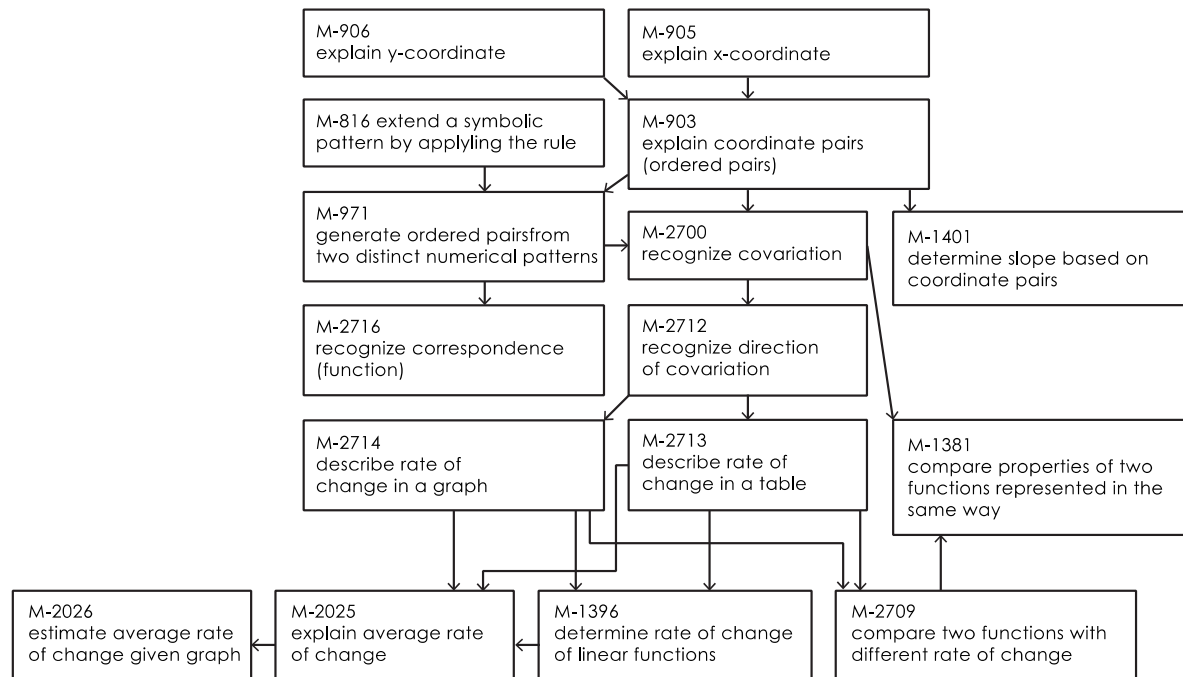 M-906
explain y-coordinate
M-905
explain x-coordinate
M-816 extend a symbolic
pattern by applyling the rule
M-903
explain coordinate pairs
(ordered pairs)
M-971
generate ordered pairsfrom
two distinct numerical patterns
M-2700
recognize covariation
M-1401
determine slope based on
coordinate pairs
M-2716
recognize correspondence
(function)
M-2712
recognize direction
of covariation
M-2714
describe rate of
change in a graph
M-2713
describe rate of
change in a table
M-1381
compare properties of two
functions represented in the
same way
M-2026
estimate average rate
of change given graph
M-2025
explain average rate
of change
M-1396
determine rate of change
of linear functions
M-2709
compare two functions with
different rate of change